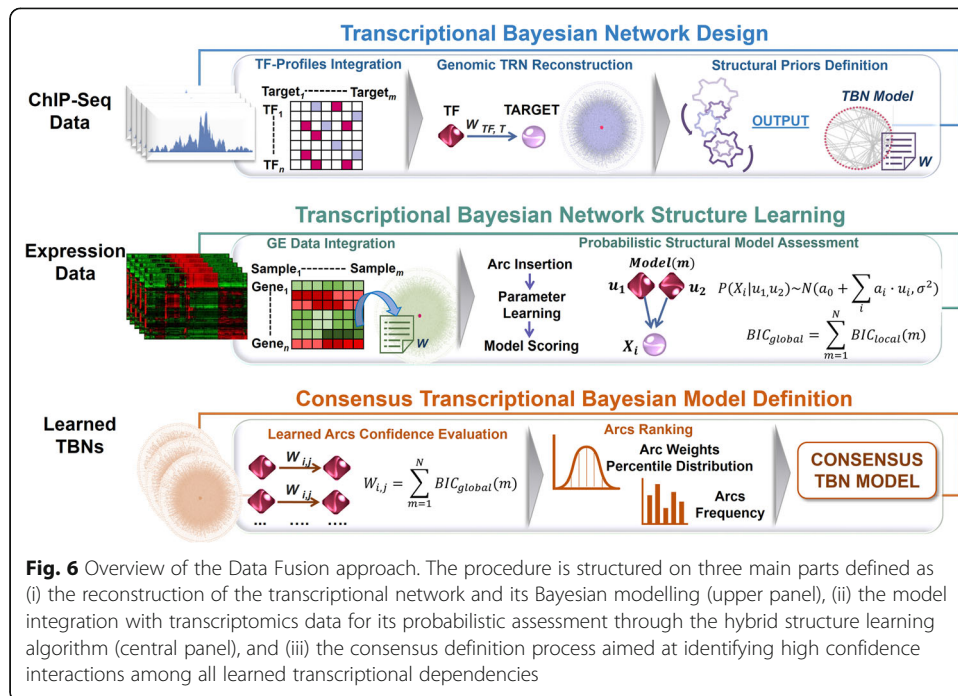 Transcriptional Bayesian Network Design
ChIP-Seq
Data
TF-Profiles Integration
Target1 Targetm
TF1
TFn
Genomic TRN Reconstruction
TF
W TF, T
TARGET
Structural Priors Definition
OUTPUT
TBN Model
W
Transcriptional Bayesian Network Structure Learning
Expression
Data
GE Data Integration
Sample1 -------- Samplem
Gene1
Genen
W
Probabilistic Structural Model Assessment
Arc Insertion
Parameter
Learning
Model Scoring
Model(m)
u1 u2
Xi
P(Xi|u1,u2)~N(a0 + ∑i ai · ui, σ²)
BICglobal = ∑_{m=1}^{N} BIClocal(m)
Consensus Transcriptional Bayesian Model Definition
Learned
TBNs
Learned Arcs Confidence Evaluation
W i,j
W i,j
... .... ...
Wi,j = ∑_{m=1}^{N} BICglobal(m)
Arcs Ranking
Arc Weights
Percentile Distribution
Arcs
Frequency
CONSENSUS
TBN MODEL
Fig. 6 Overview of the Data Fusion approach. The procedure is structured on three main parts defined as
(i) the reconstruction of the transcriptional network and its Bayesian modelling (upper panel), (ii) the model
integration with transcriptomics data for its probabilistic assessment through the hybrid structure learning
algorithm (central panel), and (iii) the consensus definition process aimed at identifying high confidence
interactions among all learned transcriptional dependencies